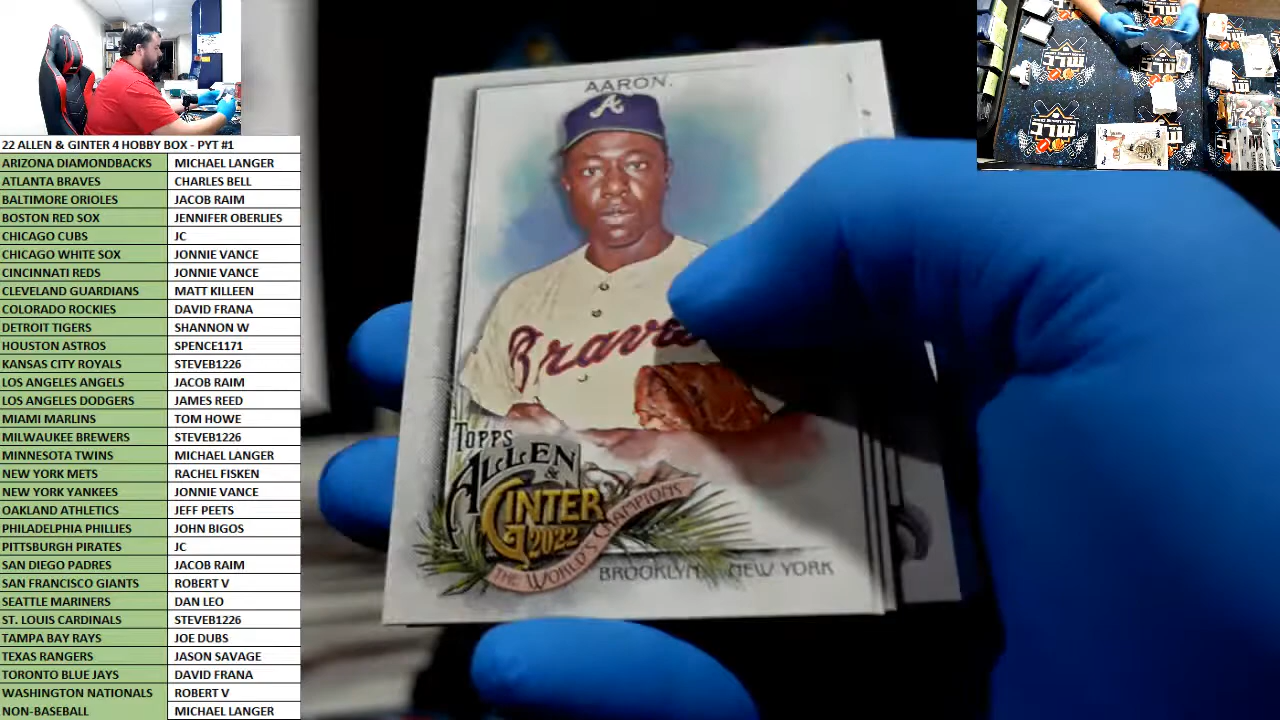 22 ALLEN & GINTER 4 HOBBY BOX - PYT #1
ARIZONA DIAMONDBACKS MICHAEL LANGER
ATLANTA BRAVES CHARLES BELL
BALTIMORE ORIOLES JACOB RAIM
BOSTON RED SOX JENNIFER OBERLIES
CHICAGO CUBS JC
CHICAGO WHITE SOX JONNIE VANCE
CINCINNATI REDS JONNIE VANCE
CLEVELAND GUARDIANS MATT KILLEEN
COLORADO ROCKIES DAVID FRANA
DETROIT TIGERS SHANNON W
HOUSTON ASTROS SPENCE1171
KANSAS CITY ROYALS STEVEB1226
LOS ANGELES ANGELS JACOB RAIM
LOS ANGELES DODGERS JAMES REED
MIAMI MARLINS TOM HOWE
MILWAUKEE BREWERS STEVEB1226
MINNESOTA TWINS MICHAEL LANGER
NEW YORK METS RACHEL FISKEN
NEW YORK YANKEES JONNIE VANCE
OAKLAND ATHLETICS JEFF PEETS
PHILADELPHIA PHILLIES JOHN BIGOS
PITTSBURGH PIRATES JC
SAN DIEGO PADRES JACOB RAIM
SAN FRANCISCO GIANTS ROBERT V
SEATTLE MARINERS DAN LEO
ST. LOUIS CARDINALS STEVEB1226
TAMPA BAY RAYS JOE DUBS
TEXAS RANGERS JASON SAVAGE
TORONTO BLUE JAYS DAVID FRANA
WASHINGTON NATIONALS ROBERT V
NON-BASEBALL MICHAEL LANGER
AARON.
A
TOPPS
ALLEN
&
GINTER
2022
THE WORLD'S CHAMPIONS
BROOKLYN NEW YORK